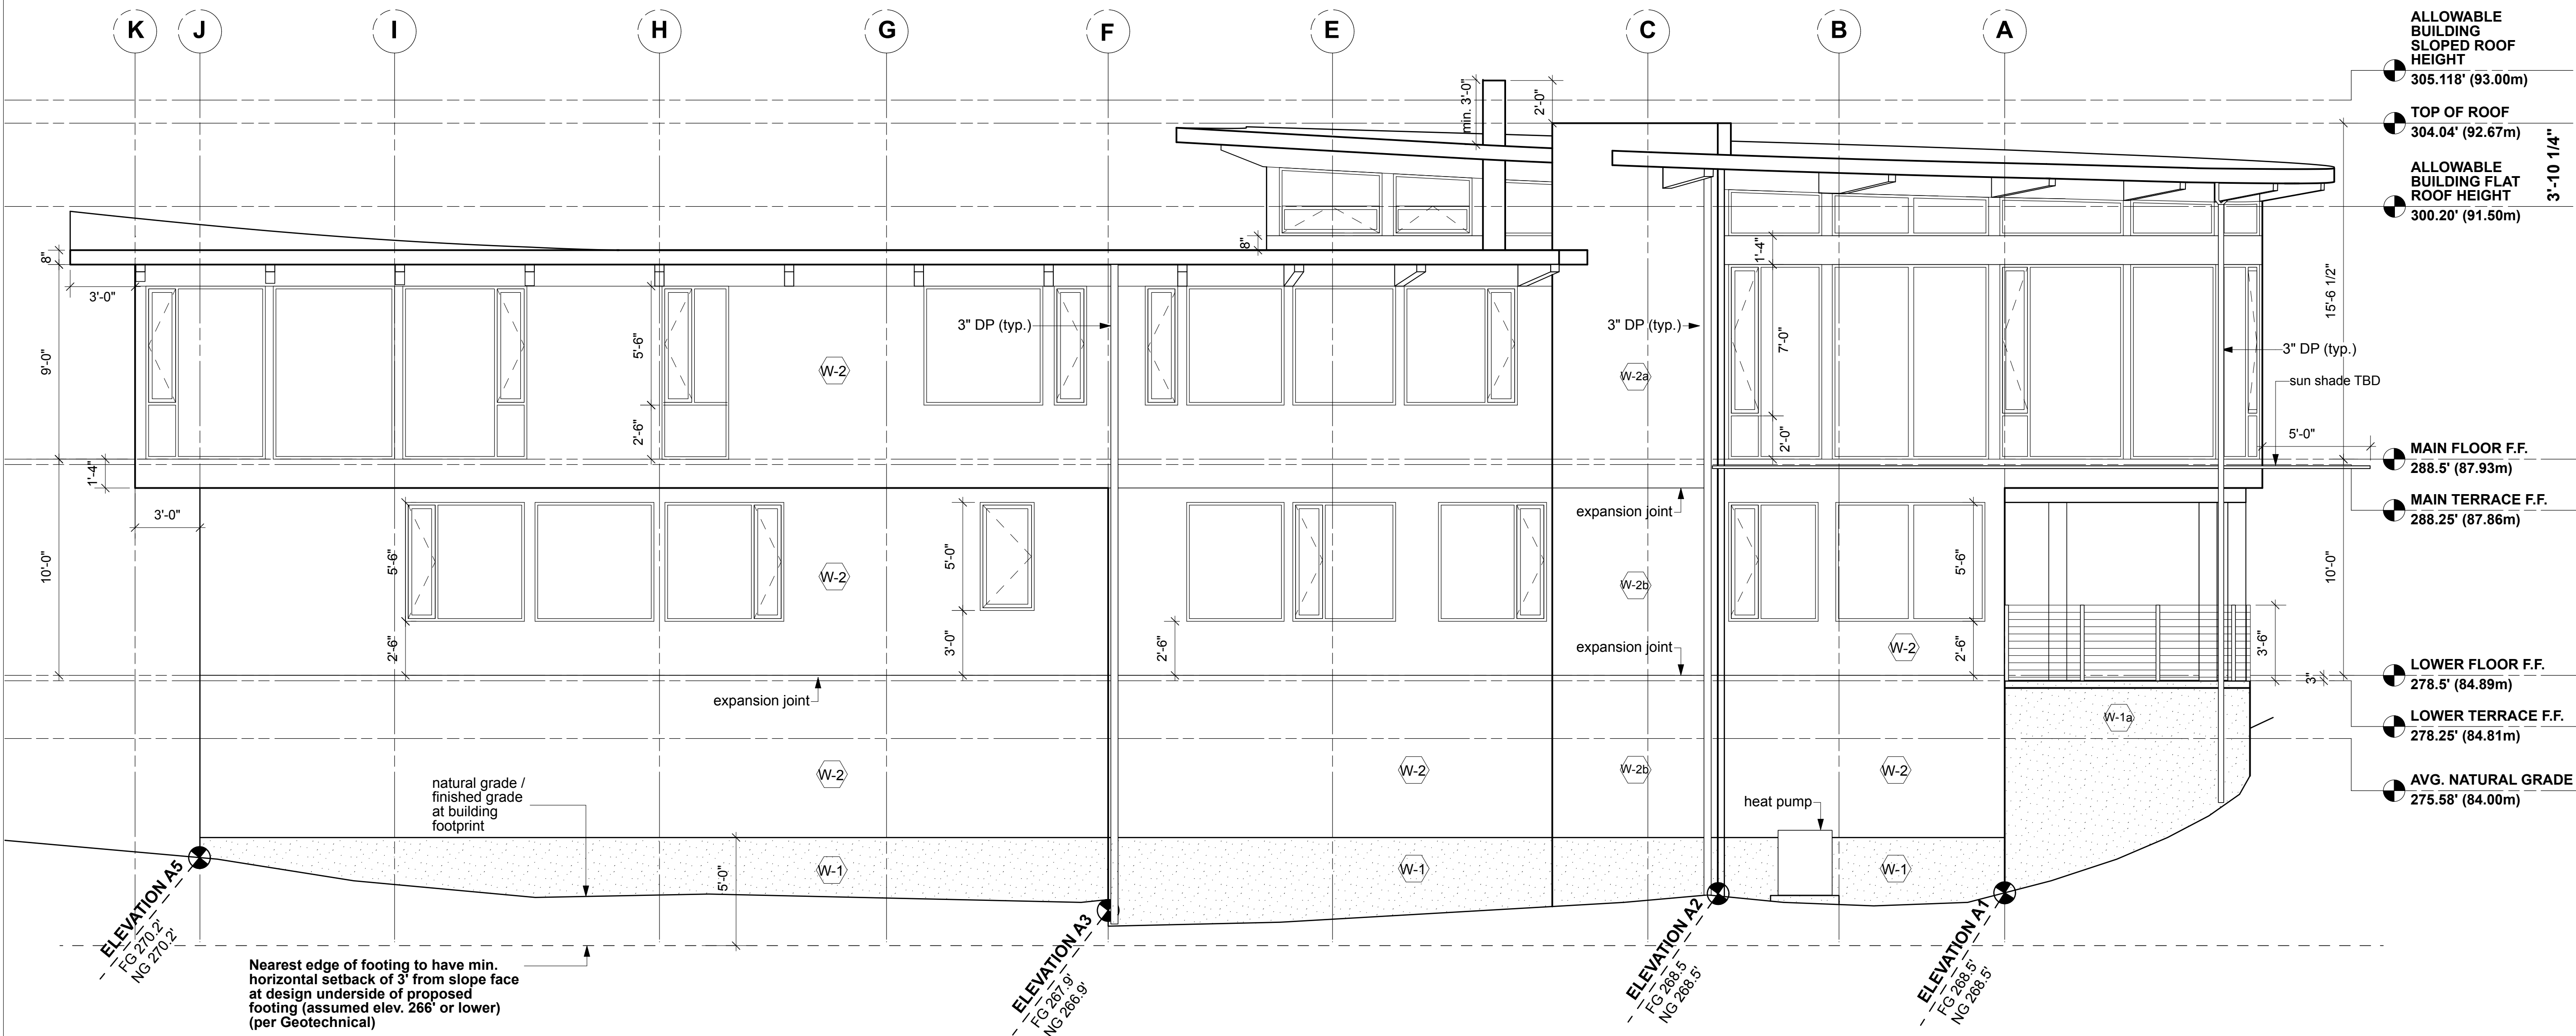 K
J
I
H
G
F
E
C
B
A
ALLOWABLE
BUILDING
SLOPED ROOF
HEIGHT
305.118' (93.00m)
TOP OF ROOF
304.04' (92.67m)
ALLOWABLE
BUILDING FLAT
ROOF HEIGHT
300.20' (91.50m)
3'-10 1/4"
MAIN FLOOR F.F.
288.5' (87.93m)
MAIN TERRACE F.F.
288.25' (87.86m)
LOWER FLOOR F.F.
278.5' (84.89m)
LOWER TERRACE F.F.
278.25' (84.81m)
AVG. NATURAL GRADE
275.58' (84.00m)
min. 3'-0"
2'-0"
8"
3'-0"
9'-0"
1'-4"
3'-0"
10'-0"
8"
5'-6"
2'-6"
W-2
3" DP (typ.)
3" DP (typ.)
W-2a
1'-4"
7'-0"
2'-0"
15'-6 1/2"
3" DP (typ.)
sun shade TBD
5'-0"
5'-6"
2'-6"
W-2
5'-0"
3'-0"
2'-6"
expansion joint
W-2b
expansion joint
5'-6"
2'-6"
W-2
10'-0"
3'-6"
3"
expansion joint
W-1a
natural grade /
finished grade
at building
footprint
W-2
W-2
W-2b
W-2
heat pump
5'-0"
W-1
W-1
W-1
ELEVATION A5
FG 270.2'
NG 270.2'
ELEVATION A3
FG 267.9'
NG 266.9'
ELEVATION A2
FG 268.5
NG 268.5'
ELEVATION A1
FG 268.5'
NG 268.5'
Nearest edge of footing to have min.
horizontal setback of 3' from slope face
at design underside of proposed
footing (assumed elev. 266' or lower)
(per Geotechnical)